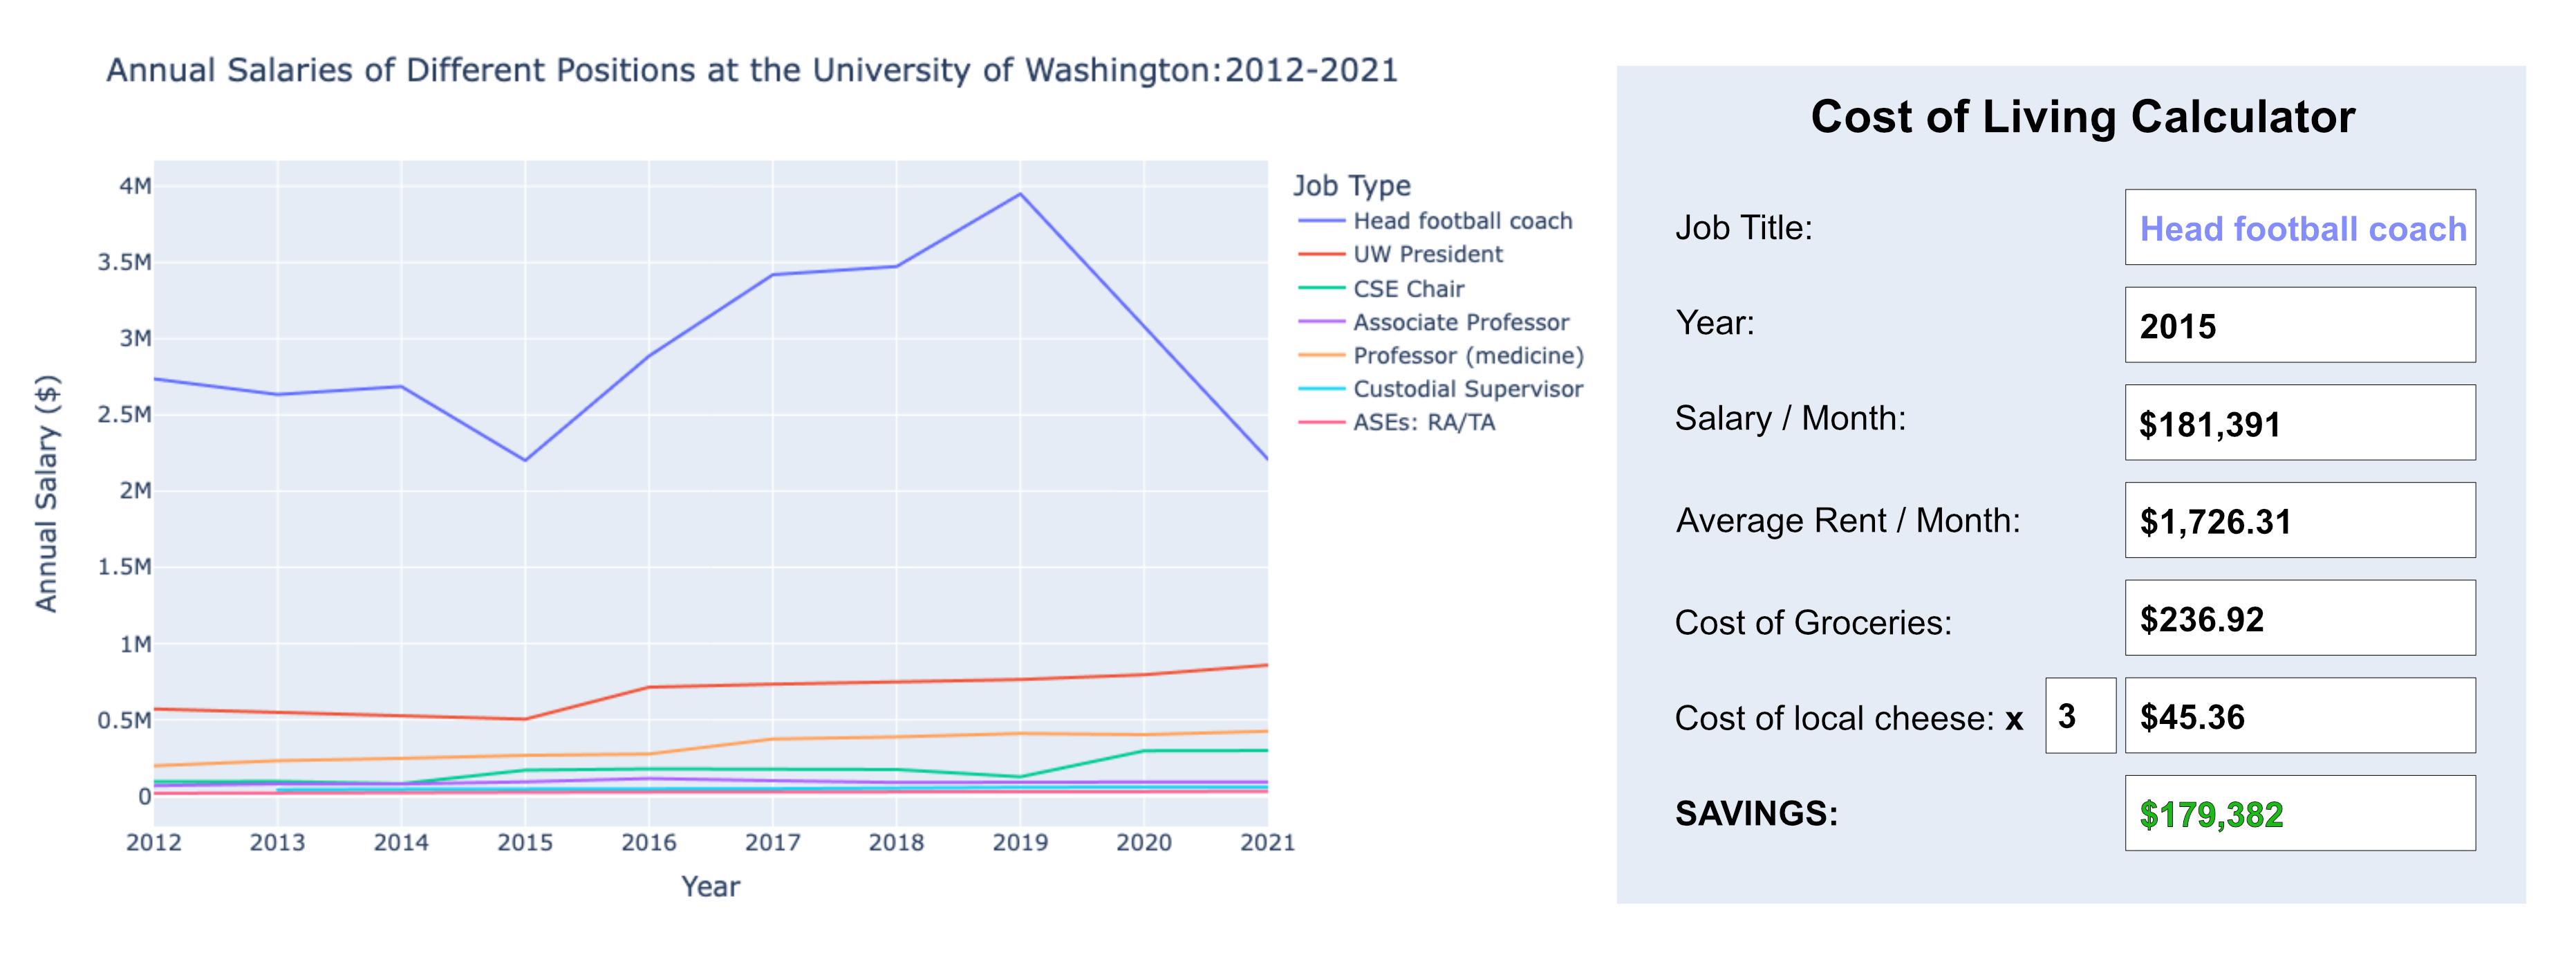 Annual Salaries of Different Positions at the University of Washington:2012-2021
Annual Salary ($)
4M
3.5M
3M
2.5M
2M
1.5M
1M
0.5M
0
2012 2013 2014 2015 2016 2017 2018 2019 2020 2021
Year
Job Type
Head football coach
UW President
CSE Chair
Associate Professor
Professor (medicine)
Custodial Supervisor
ASEs: RA/TA
Cost of Living Calculator
Job Title: Head football coach
Year: 2015
Salary / Month: $181,391
Average Rent / Month: $1,726.31
Cost of Groceries: $236.92
Cost of local cheese: x 3 $45.36
SAVINGS: $179,382